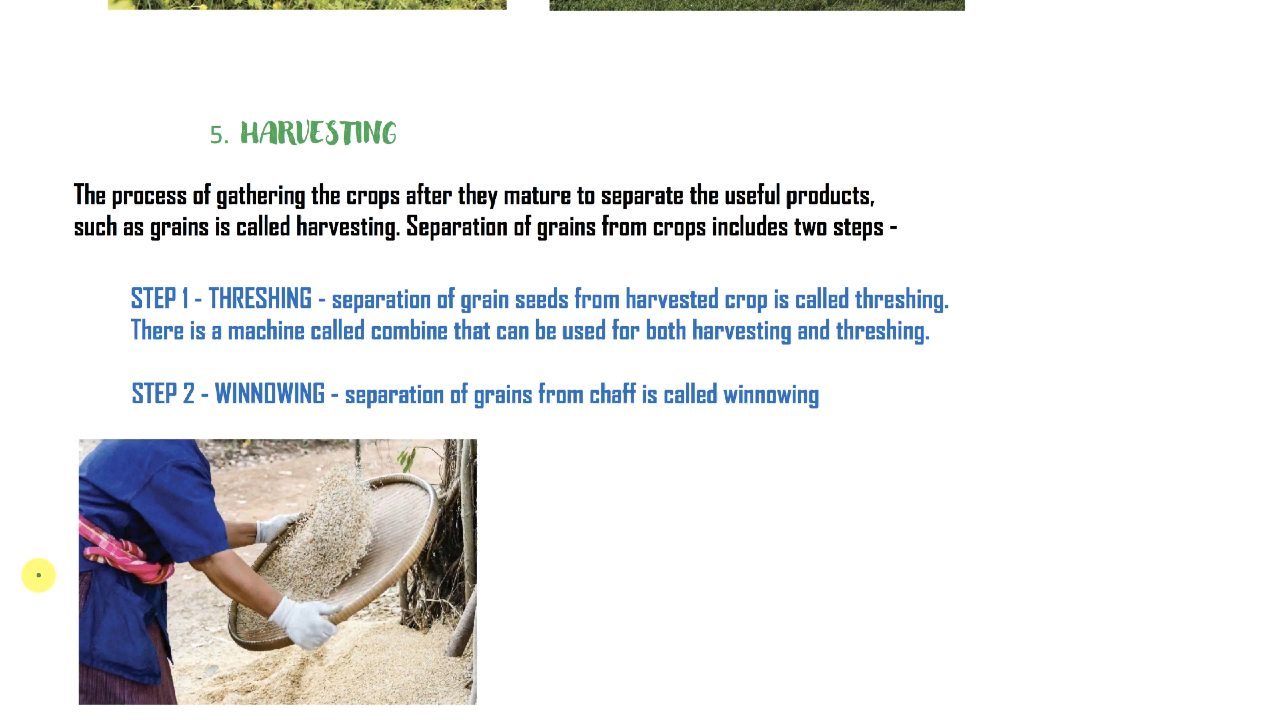 5. HARVESTING
The process of gathering the crops after they mature to separate the useful products,
such as grains is called harvesting. Separation of grains from crops includes two steps -
STEP 1 - THRESHING - separation of grain seeds from harvested crop is called threshing.
There is a machine called combine that can be used for both harvesting and threshing.
STEP 2 - WINNOWING - separation of grains from chaff is called winnowing